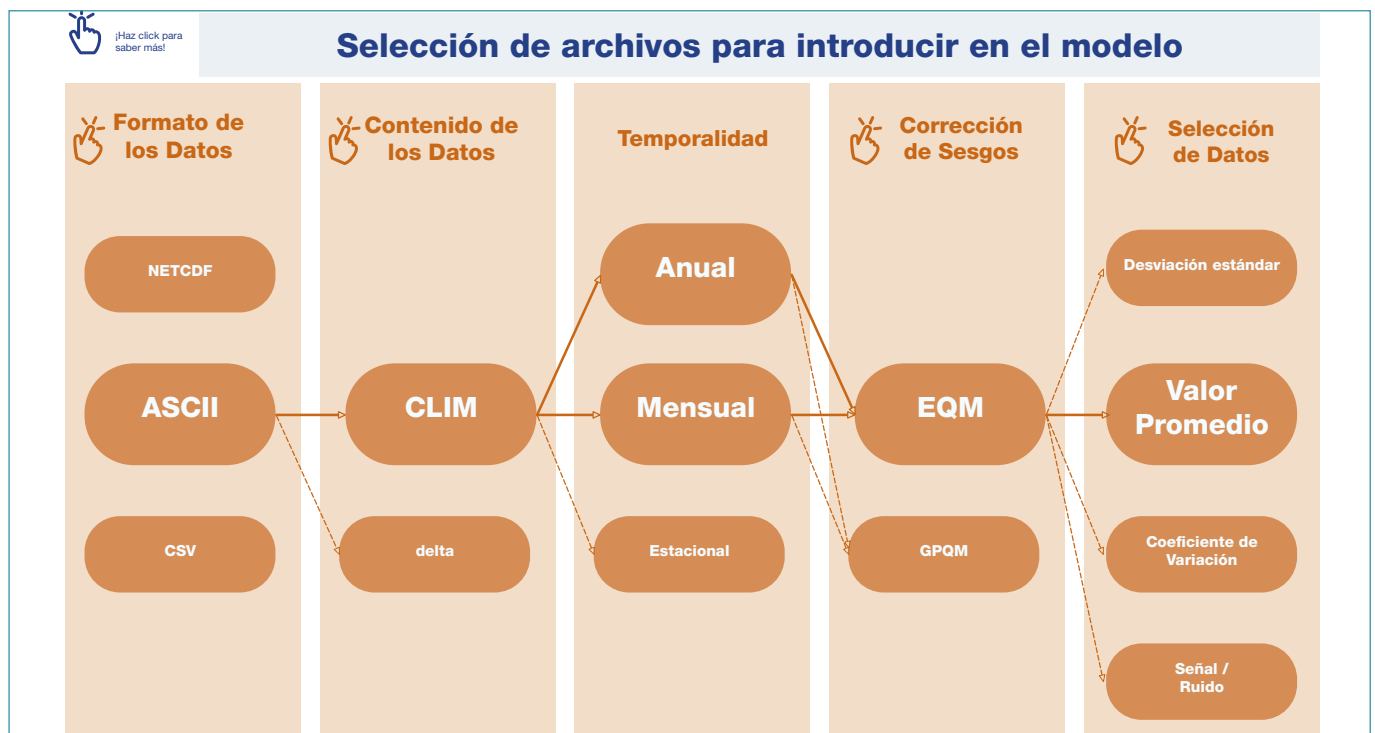 ¡Haz click para
saber más!
Selección de archivos para introducir en el modelo
Formato de
los Datos
Contenido de
los Datos
Temporalidad
Corrección
de Sesgos
Selección
de Datos
NETCDF
ASCII
CSV
CLIM
delta
Anual
Mensual
Estacional
EQM
GPQM
Desviación estándar
Valor
Promedio
Coeficiente de
Variación
Señal /
Ruido